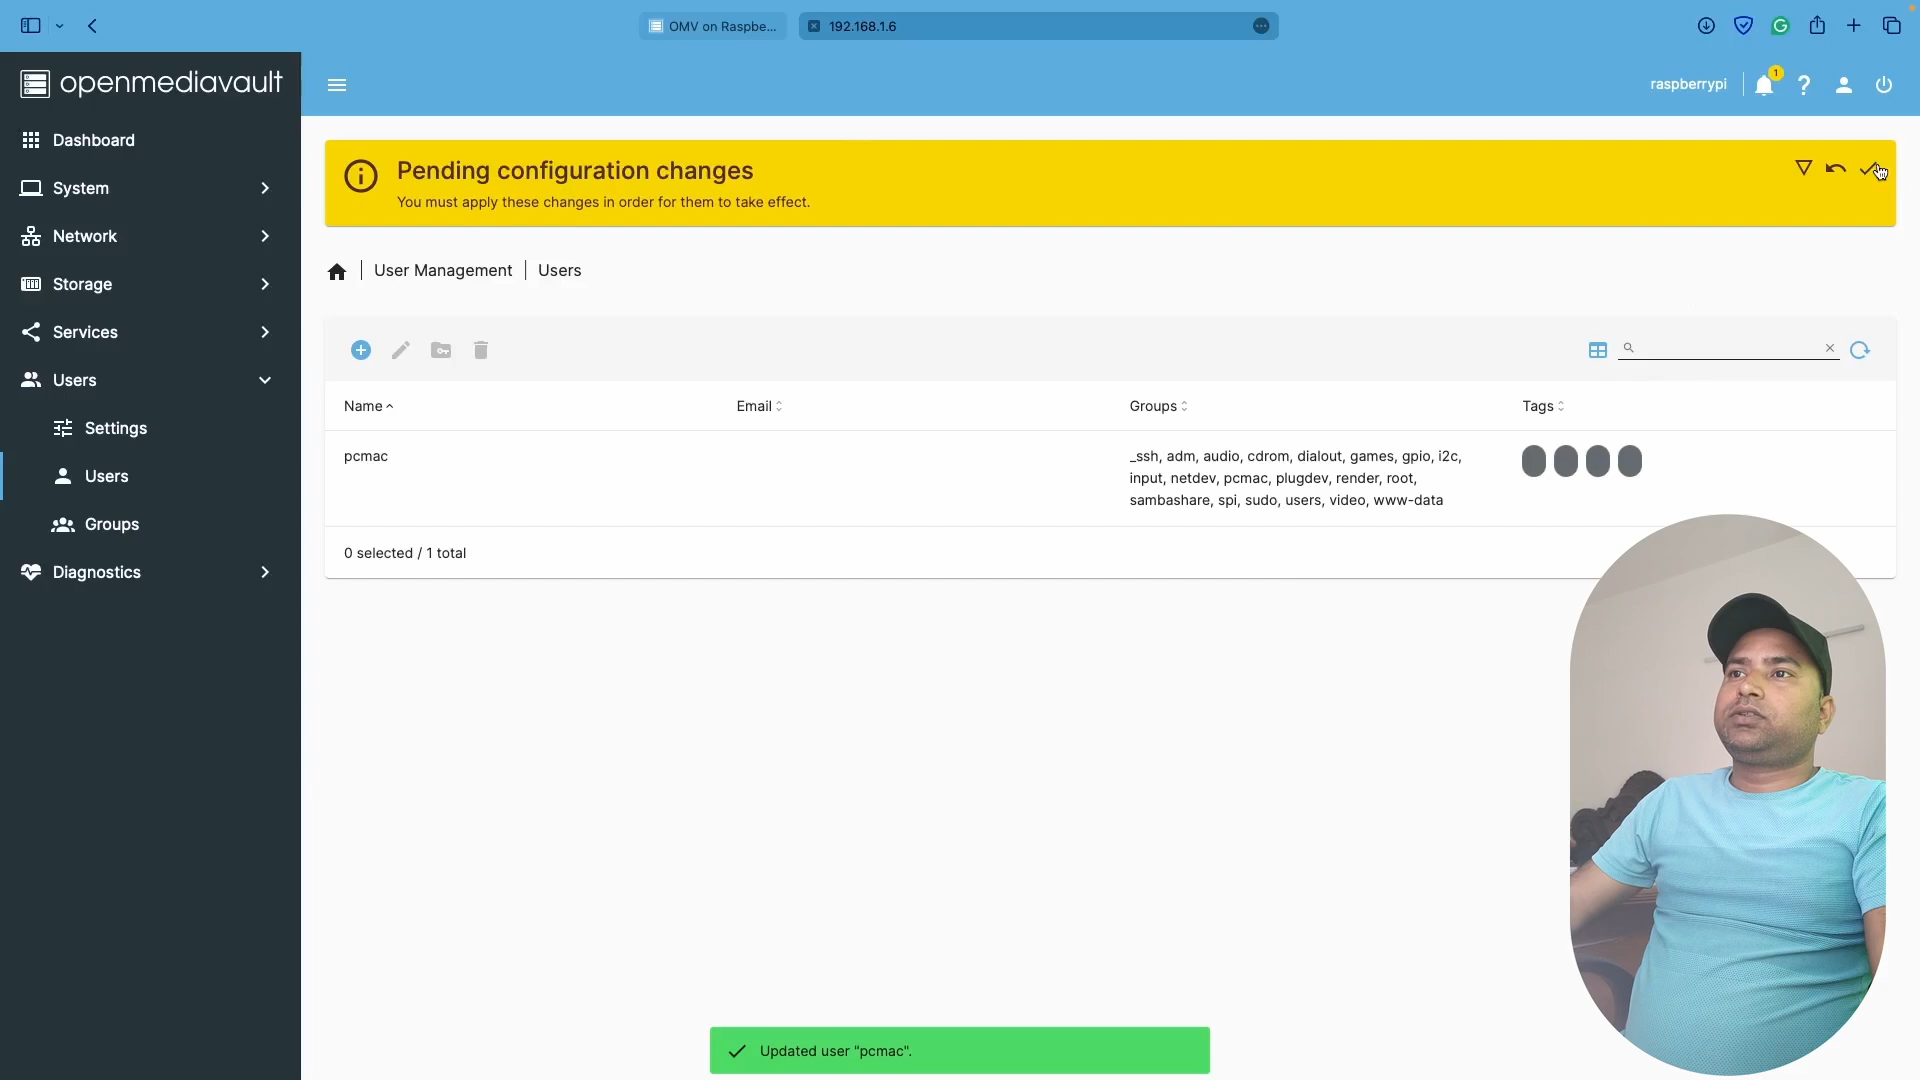 OMV on Raspbe...
192.168.1.6
openmediavault
raspberrypi
1
Dashboard
System
Network
Storage
Services
Users
Settings
Users
Groups
Diagnostics
Pending configuration changes
You must apply these changes in order for them to take effect.
User Management
Users
Name
Email
Groups
Tags
pcmac
_ssh, adm, audio, cdrom, dialout, games, gpio, i2c,
input, netdev, pcmac, plugdev, render, root,
sambashare, spi, sudo, users, video, www-data
0 selected / 1 total
Updated user "pcmac".